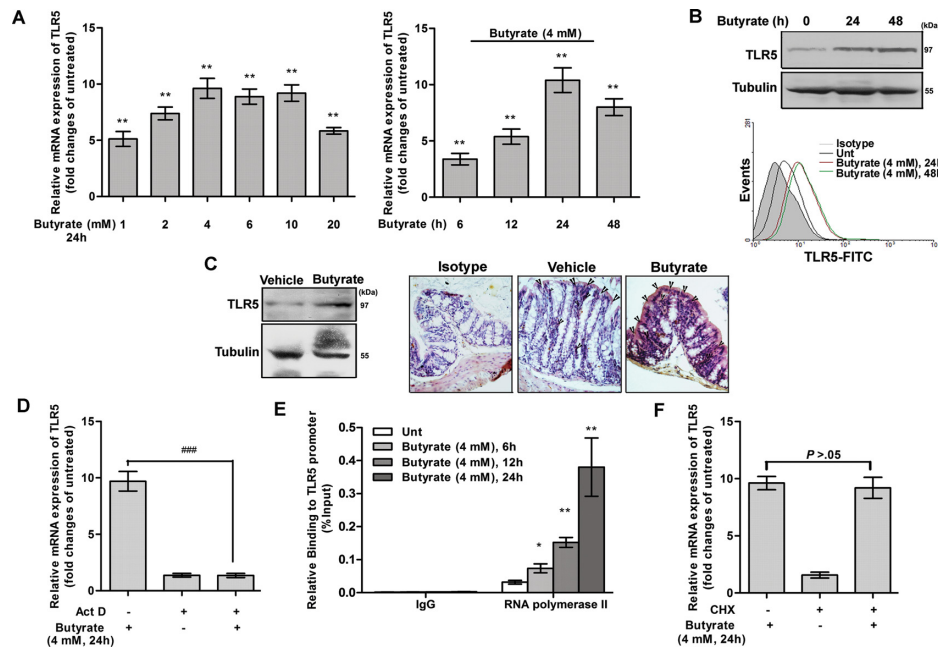 A
Relative mRNA expression of TLR5
(fold changes of untreated)
15
10
5
0
** ** ** ** ** **
Butyrate (mM) 1 2 4 6 10 20
24h
Relative mRNA expression of TLR5
(fold changes of untreated)
15
10
5
0
Butyrate (4 mM)
** ** ** **
Butyrate (h) 6 12 24 48
B
Butyrate (h) 0 24 48
(kDa
TLR5 97
Tubulin 55
281
Events
0
Isotype
Unt
Butyrate (4 mM), 24h
Butyrate (4 mM), 48h
10⁰ 10¹ 10² 10³
TLR5-FITC
C
Vehicle Butyrate
(kDa)
TLR5 97
Tubulin 55
Isotype Vehicle Butyrate
D
Relative mRNA expression of TLR5
(fold changes of untreated)
15
10
5
0
###
Act D - + +
Butyrate + - +
(4 mM, 24h)
E
Relative Binding to TLR5 promoter
(% Input)
0.5
0.4
0.3
0.2
0.1
0.0
Unt
Butyrate (4 mM), 6h
Butyrate (4 mM), 12h
Butyrate (4 mM), 24h
* ** **
IgG RNA polymerase II
F
Relative mRNA expression of TLR5
(fold changes of untreated)
15
10
5
0
P >.05
CHX - + +
Butyrate + - +
(4 mM, 24h)